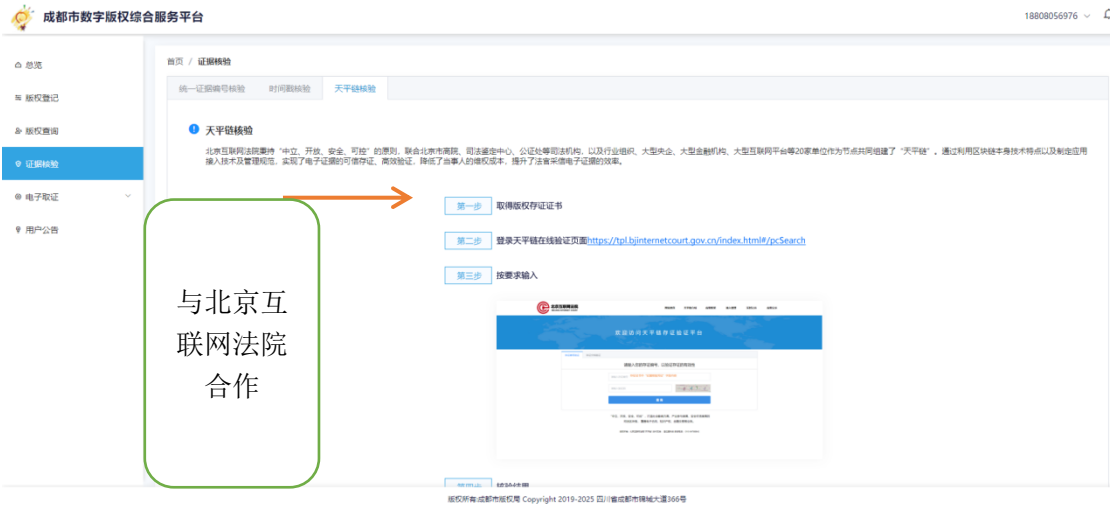 成都市数字版权综合服务平台
18808056976
总览
版权登记
版权查询
证据核验
电子取证
用户公告
首页 / 证据核验
统一证据编号核验 时间戳核验 天平链核验
天平链核验
北京互联网法院秉持“中立、开放、安全、可控”的原则，联合北京市高院、司法鉴定中心、公证处等司法机构，以及行业组织、大型央企、大型金融机构、大型互联网平台等20家单位作为节点共同组建了“天平链”。通过利用区块链本身技术特点以及制定应用
接入技术及管理规范，实现了电子证据的可信存证、高效验证，降低了当事人的维权成本，提升了法官采信电子证据的效率。
与北京互
联网法院
合作
第一步 取得版权存证证书
第二步 登录天平链在线验证页面https://tpl.bjinternetcourt.gov.cn/index.html#/pcSearch
第三步 按要求输入
北京互联网法院
欢迎访问天平链存证验证平台
第四步 核验结果
版权所有:成都市版权局 Copyright 2019-2025 四川省成都市锦城大道366号